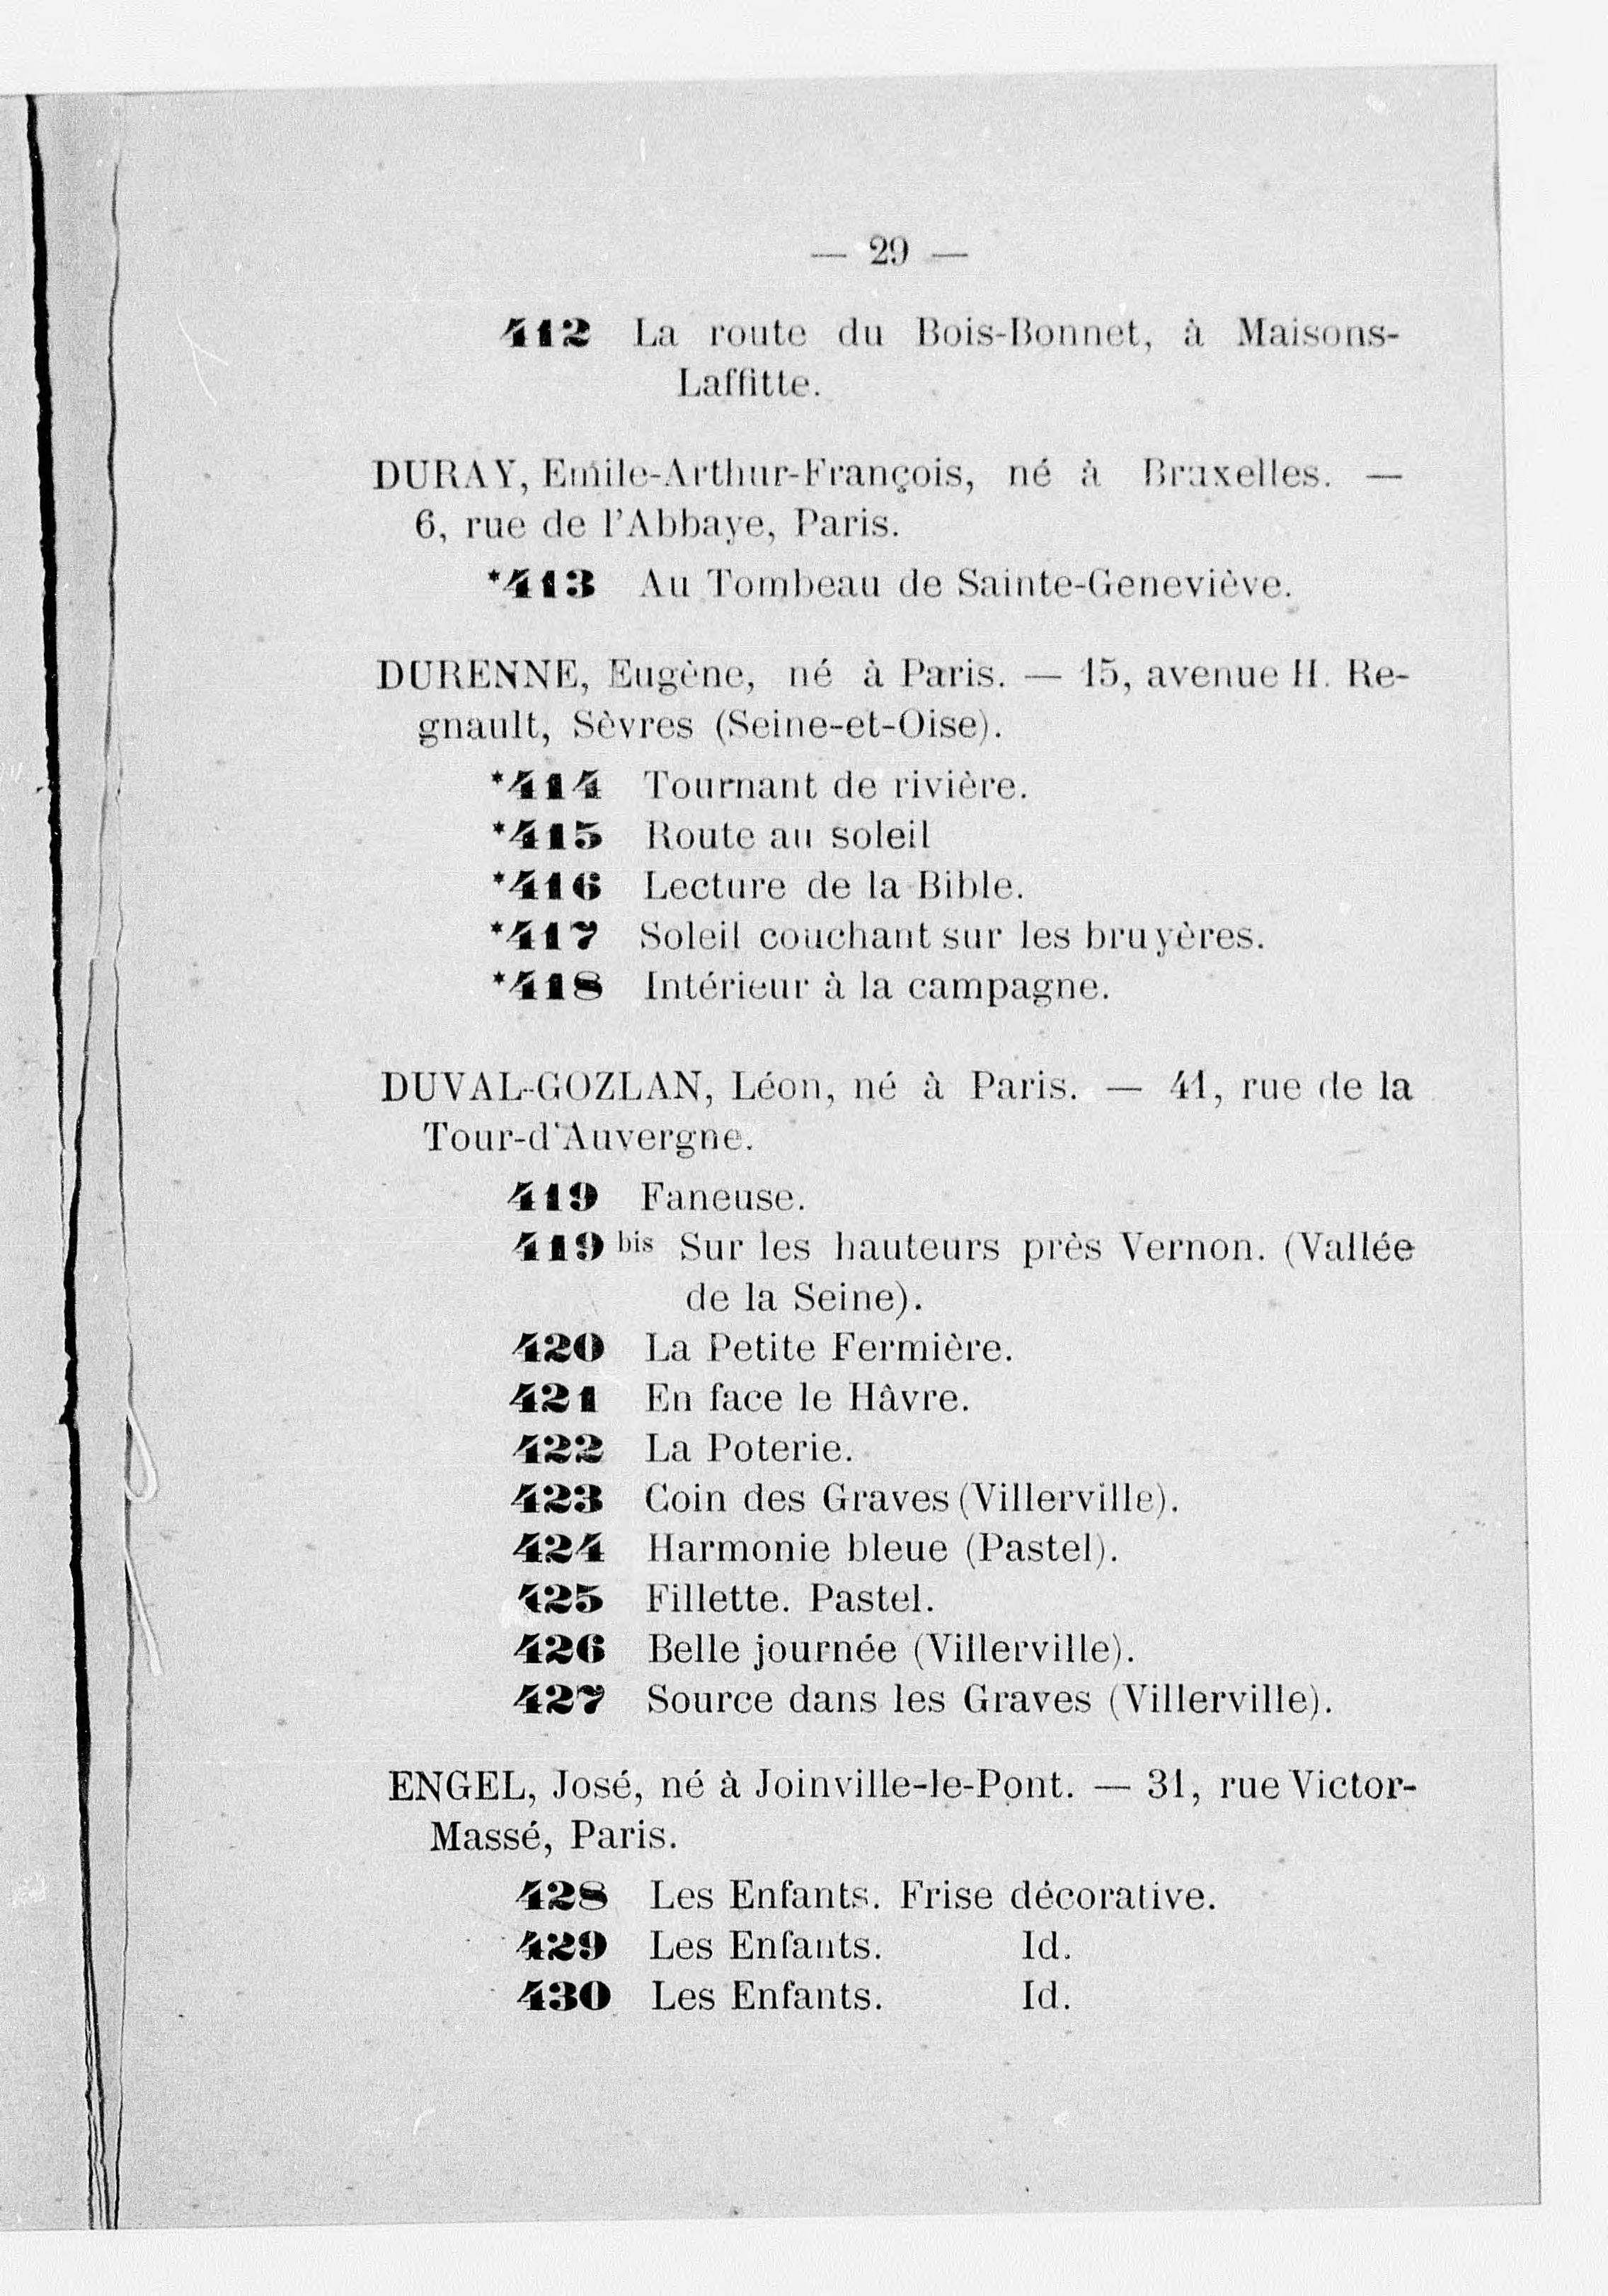 — 29 —
412 La route du Bois-Bonnet, à Maisons-
Laffitte.
DURAY, Emile-Arthur-François, né à Bruxelles. —
6, rue de l'Abbaye, Paris.
*413 Au Tombeau de Sainte-Geneviève.
DURENNE, Eugène, né à Paris. — 15, avenue H. Re-
gnault, Sèvres (Seine-et-Oise).
*414 Tournant de rivière.
*415 Route au soleil
*416 Lecture de la Bible.
*417 Soleil couchant sur les bruyères.
*418 Intérieur à la campagne.
DUVAL-GOZLAN, Léon, né à Paris. — 41, rue de la
Tour-d'Auvergne.
419 Faneuse.
419 bis Sur les hauteurs près Vernon. (Vallée
de la Seine).
420 La Petite Fermière.
421 En face le Hâvre.
422 La Poterie.
423 Coin des Graves (Villerville).
424 Harmonie bleue (Pastel).
425 Fillette. Pastel.
426 Belle journée (Villerville).
427 Source dans les Graves (Villerville).
ENGEL, José, né à Joinville-le-Pont. — 31, rue Victor-
Massé, Paris.
428 Les Enfants. Frise décorative.
429 Les Enfants. Id.
430 Les Enfants. Id.